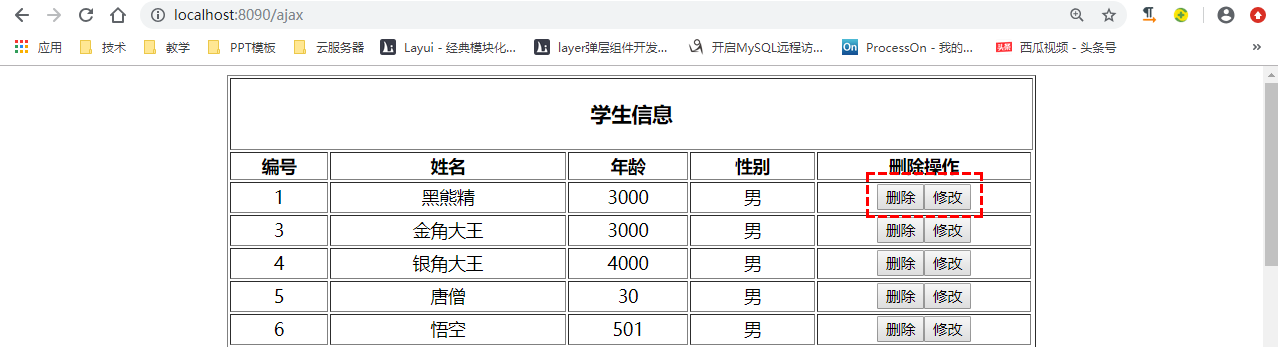 localhost:8090/ajax
应用 技术 教学 PPT模板 云服务器 Layui - 经典模块化... layer弹层组件开发... 开启MySQL远程访... On ProcessOn - 我的... 头条 西瓜视频 - 头条号 »
学生信息
编号 姓名 年龄 性别 删除操作
1 黑熊精 3000 男 删除 修改
3 金角大王 3000 男 删除 修改
4 银角大王 4000 男 删除 修改
5 唐僧 30 男 删除 修改
6 悟空 501 男 删除 修改